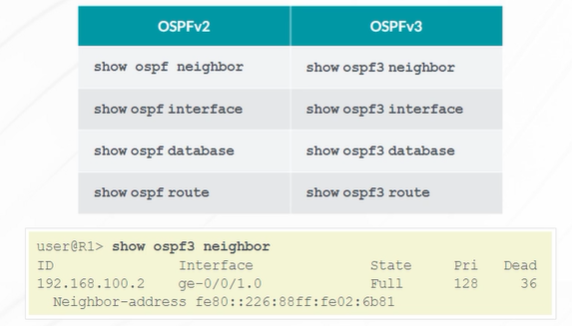 OSPFv2 OSPFv3
show ospf neighbor show ospf3 neighbor
show ospf interface show ospf3 interface
show ospf database show ospf3 database
show ospf route show ospf3 route
user@R1> show ospf3 neighbor
ID Interface State Pri Dead
192.168.100.2 ge-0/0/1.0 Full 128 36
Neighbor-address fe80::226:88ff:fe02:6b81